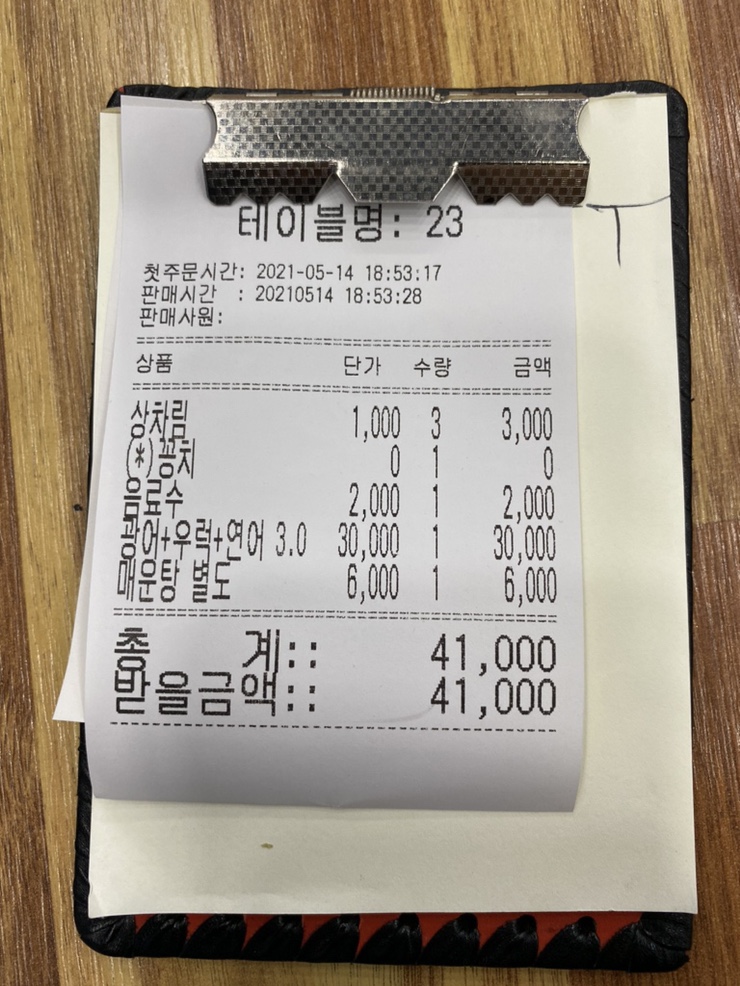 테이블명: 23
첫주문시간: 2021-05-14 18:53:17
판매시간 : 20210514 18:53:28
판매사원:
상품 단가 수량 금액
상차림 1,000 3 3,000
(*)꽁치 0 1 0
음료수 2,000 1 2,000
광어+우럭+연어 3.0 30,000 1 30,000
매운탕 별도 6,000 1 6,000
총 계:: 41,000
받을금액:: 41,000